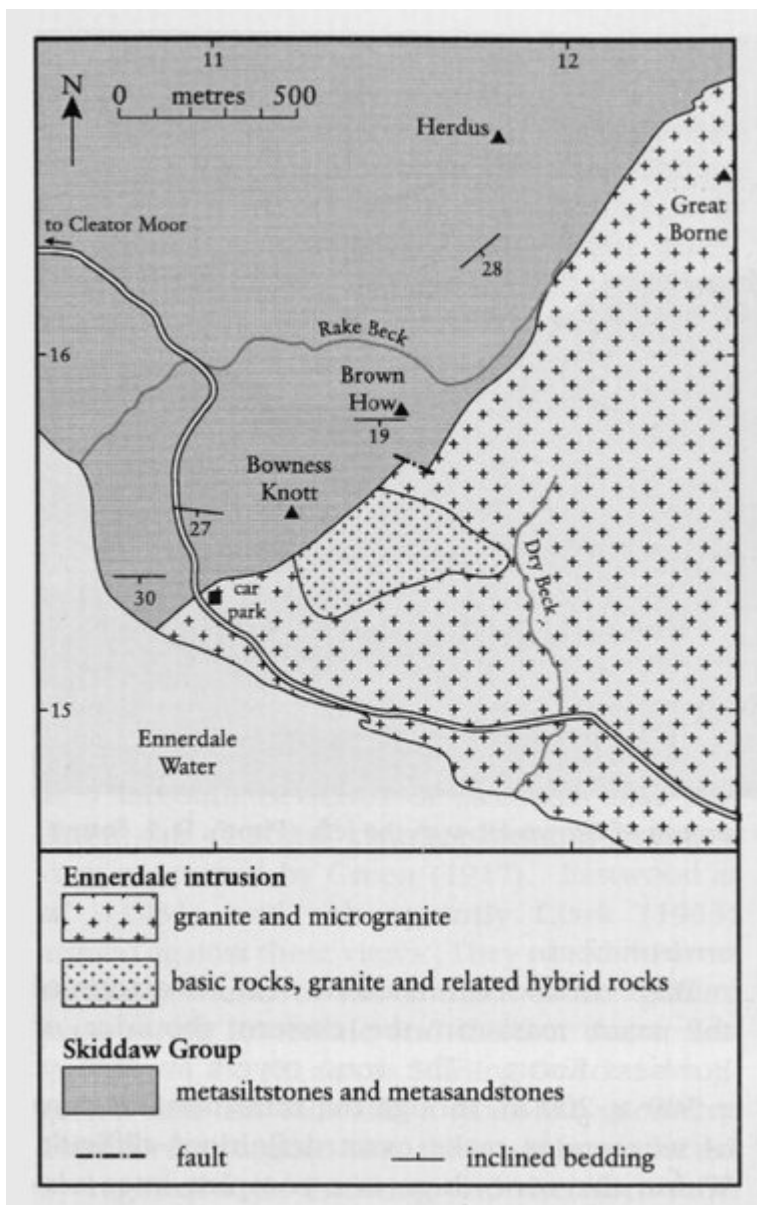 11
12
N
0 metres 500
Herdus
Great
Borne
to Cleator Moor
28
Rake Beck
16
Brown
How
19
Bowness
Knott
27
Dry Beck
30
car
park
15
Ennerdale
Water
11
12
Ennerdale intrusion
granite and microgranite
basic rocks, granite and related hybrid rocks
Skiddaw Group
metasiltstones and metasandstones
fault
inclined bedding